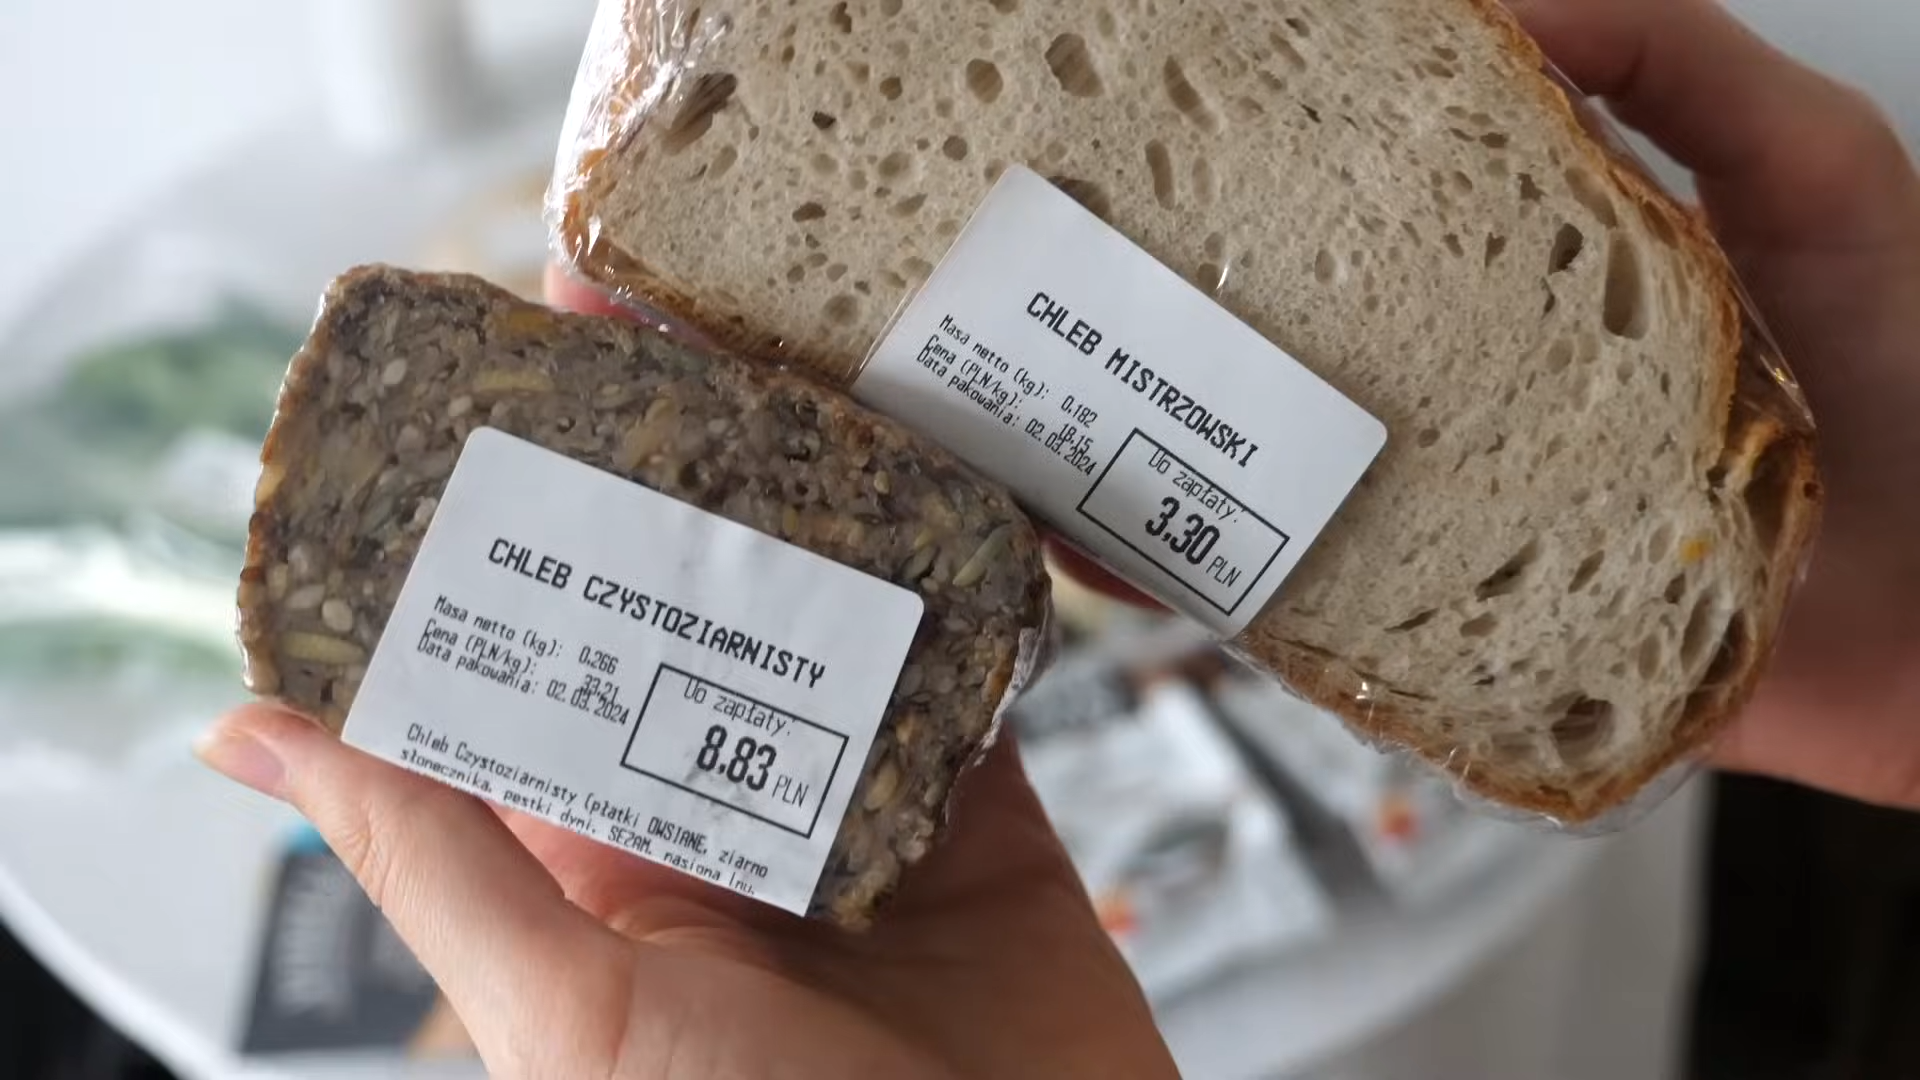 CHLEB MISTRZOWSKI
Masa netto (kg): 0.182
Cena (PLN/kg): 18.15
Data pakowania: 02.03.2024
Do zapłaty:
3.30 PLN
CHLEB CZYSTOZIARNISTY
Masa netto (kg): 0.266
Cena (PLN/kg): 33.21
Data pakowania: 02.03.2024
Do zapłaty:
8.83 PLN
Chleb Czystoziarnisty (płatki OWSIANE, ziarno
słonecznika, pestki dyni, SEZAM, nasiona lnu,